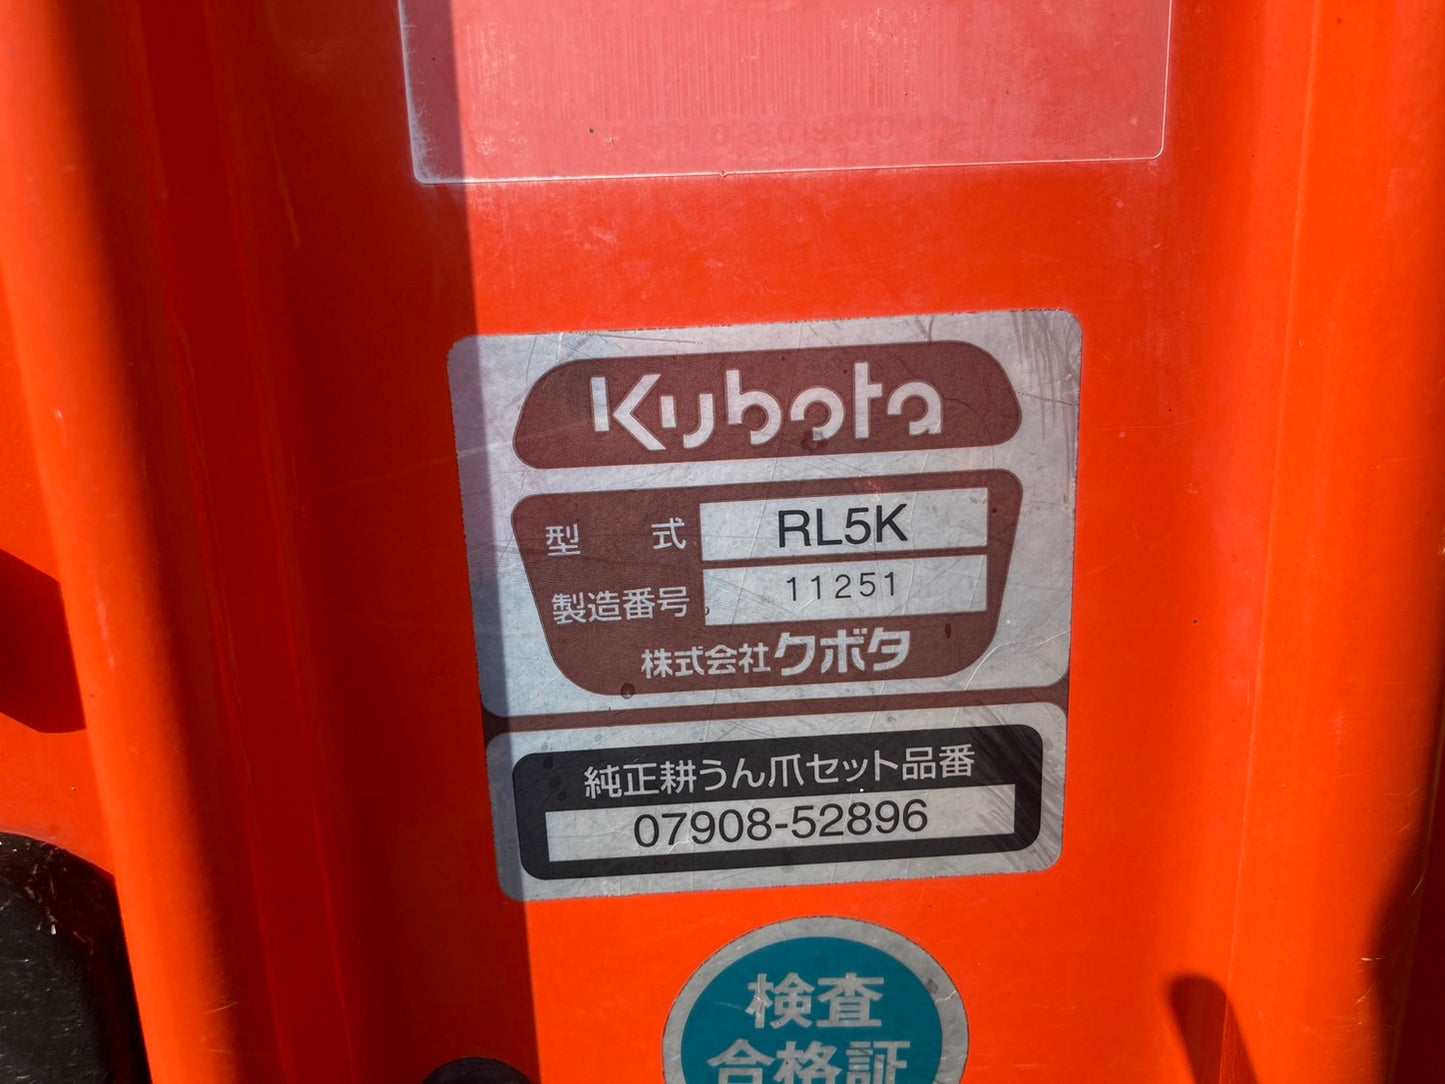 Kubota
型 式 RL5K
製造番号 11251
株式会社クボタ
純正耕うん爪セット品番
07908-52896
検査
合格証